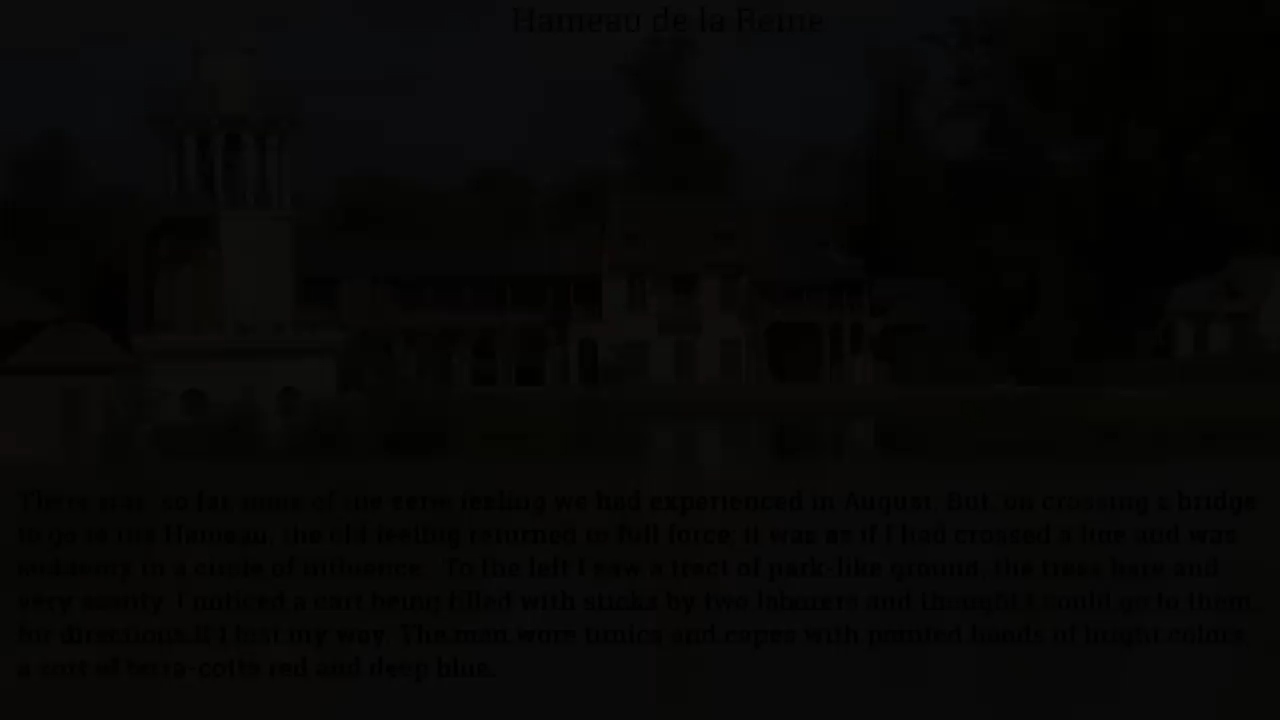 Hameau de la Reine
There was so far none of the eerie feeling we had experienced in August. But, on crossing a bridge
to go to the Hameau, the old feeling returned in full force; it was as if I had crossed a line and was
suddenly in a circle of influence. To the left I saw a tract of park-like ground, the trees bare and
very scanty. I noticed a cart being filled with sticks by two laborers and thought I could go to them
for directions if I lost my way. The men wore tunics and capes with pointed hoods of bright colors,
a sort of terra-cotta red and deep blue.